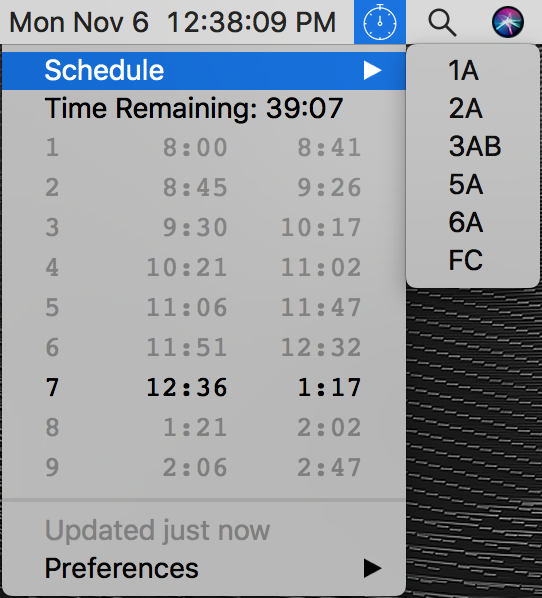 Mon Nov 6 12:38:09 PM
Schedule
Time Remaining: 39:07
1 8:00 8:41
2 8:45 9:26
3 9:30 10:17
4 10:21 11:02
5 11:06 11:47
6 11:51 12:32
7 12:36 1:17
8 1:21 2:02
9 2:06 2:47
Updated just now
Preferences
1A
2A
3AB
5A
6A
FC